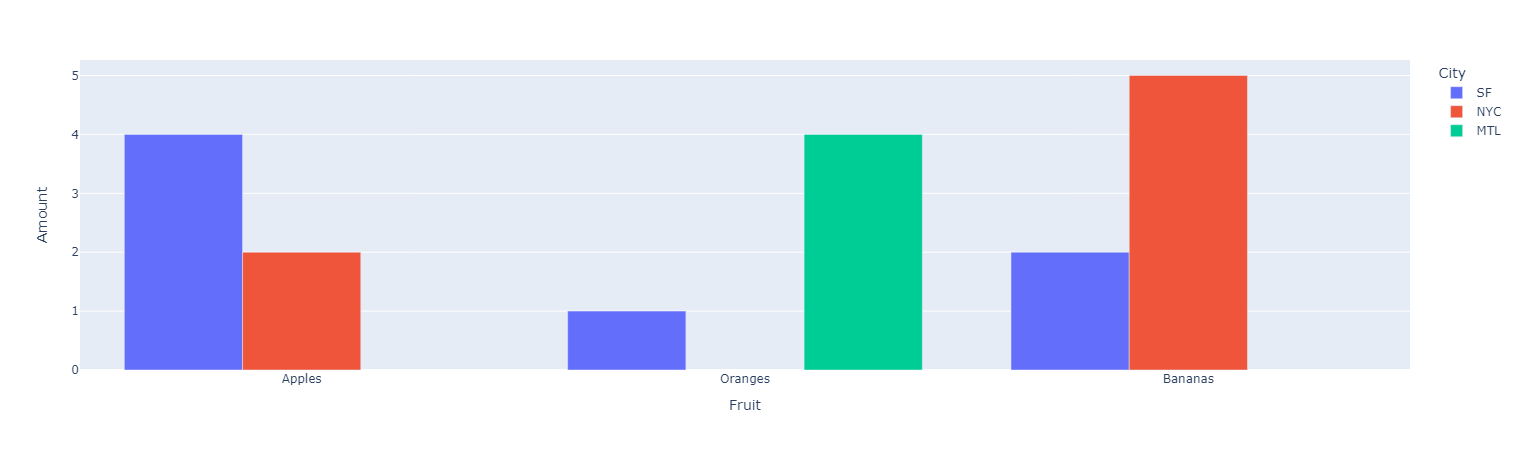 City
SF
NYC
MTL
Amount
5
4
3
2
1
0
Apples Oranges Bananas
Fruit